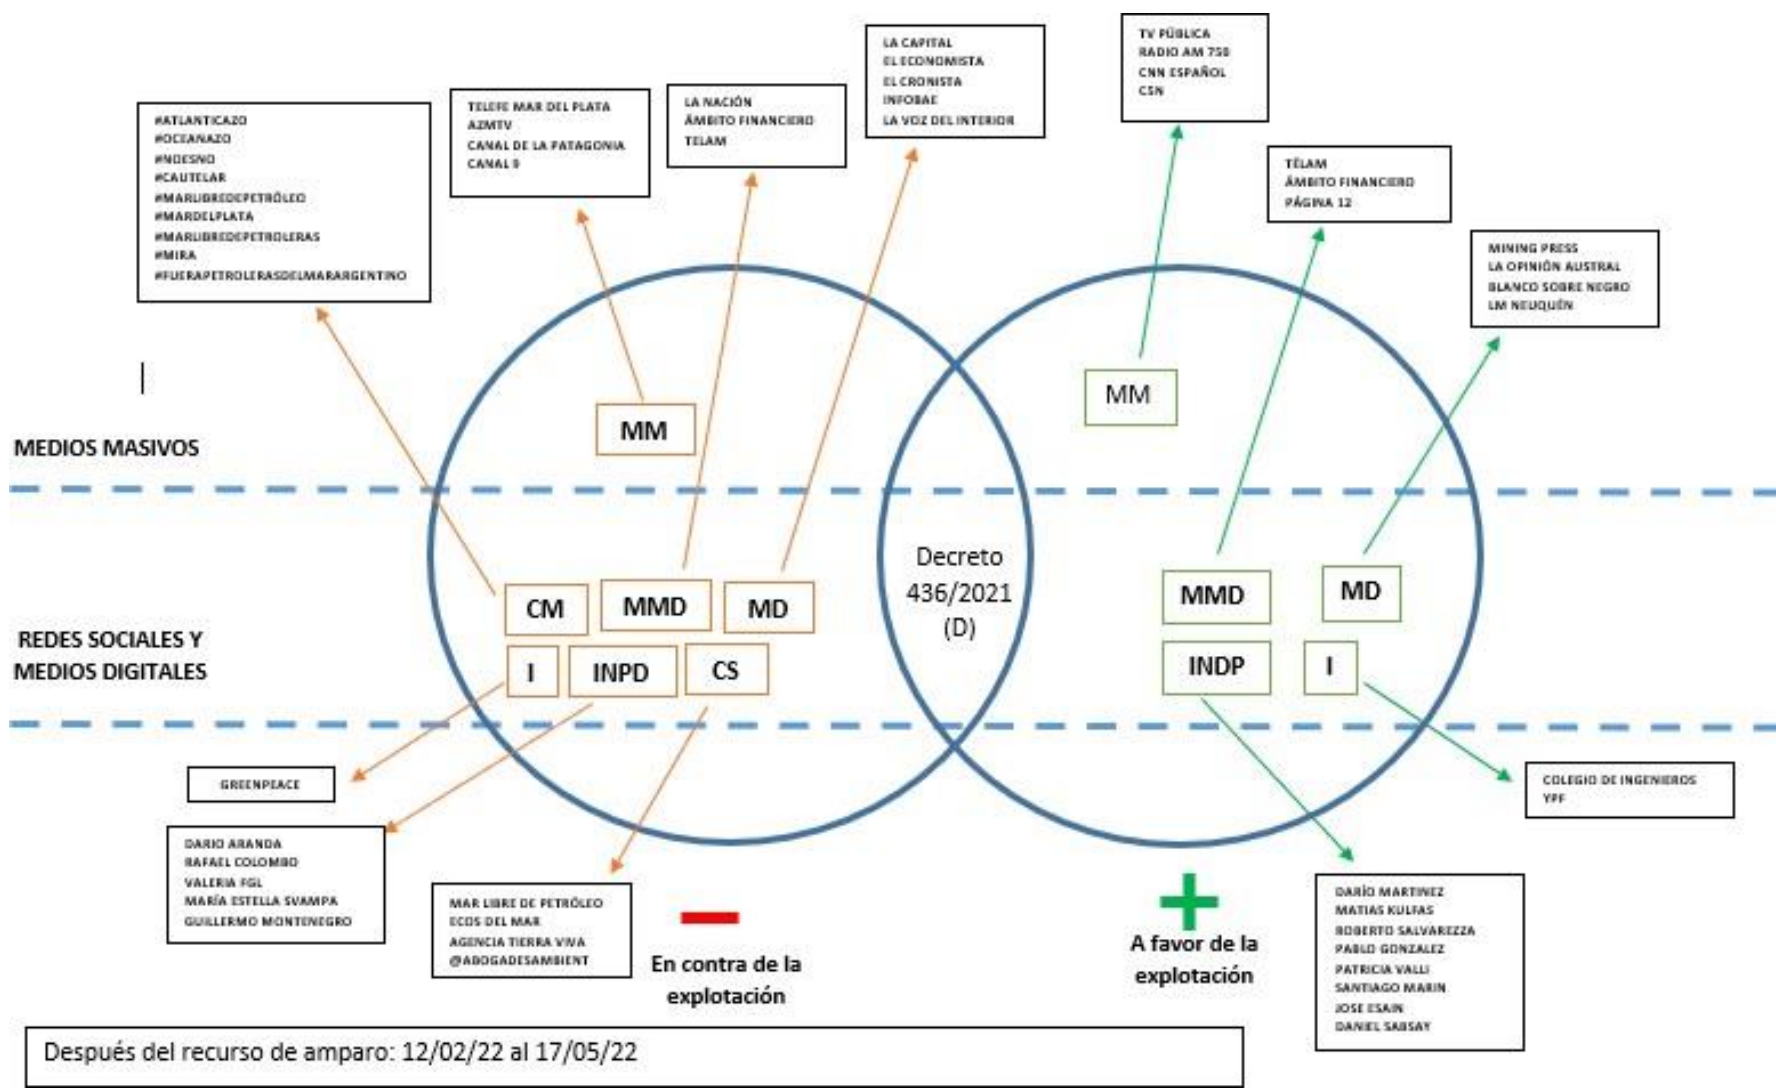 #ATLANTICAZO
#OCEANAZO
#NOESNO
#CAUTELAR
#MARLIBREDEPETRÓLEO
#MARDELPLATA
#MARLIBREDEPETROLERAS
#MIRA
#FUERAPETROLERASDELMARARGENTINO
TELEFE MAR DEL PLATA
AZMTV
CANAL DE LA PATAGONIA
CANAL 9
LA NACIÓN
ÁMBITO FINANCIERO
TELAM
LA CAPITAL
EL ECONOMISTA
EL CRONISTA
INFOBAE
LA VOZ DEL INTERIOR
TV PÚBLICA
RADIO AM 750
CNN ESPAÑOL
C5N
TÉLAM
ÁMBITO FINANCIERO
PÁGINA 12
MINING PRESS
LA OPINIÓN AUSTRAL
BLANCO SOBRE NEGRO
LM NEUQUÉN
MM
MM
MEDIOS MASIVOS
CM
MMD
MD
Decreto
436/2021
(D)
MMD
MD
REDES SOCIALES Y
MEDIOS DIGITALES
I
INPD
CS
INDP
I
GREENPEACE
DARIO ARANDA
RAFAEL COLOMBO
VALERIA FGL
MARÍA ESTELLA SVAMPA
GUILLERMO MONTENEGRO
MAR LIBRE DE PETRÓLEO
ECOS DEL MAR
AGENCIA TIERRA VIVA
@ABOGADESAMBIENT
En contra de la
explotación
A favor de la
explotación
COLEGIO DE INGENIEROS
YPF
DARÍO MARTINEZ
MATIAS KULFAS
ROBERTO SALVAREZZA
PABLO GONZALEZ
PATRICIA VALLI
SANTIAGO MARIN
JOSE ESAIN
DANIEL SABSAY
Después del recurso de amparo: 12/02/22 al 17/05/22